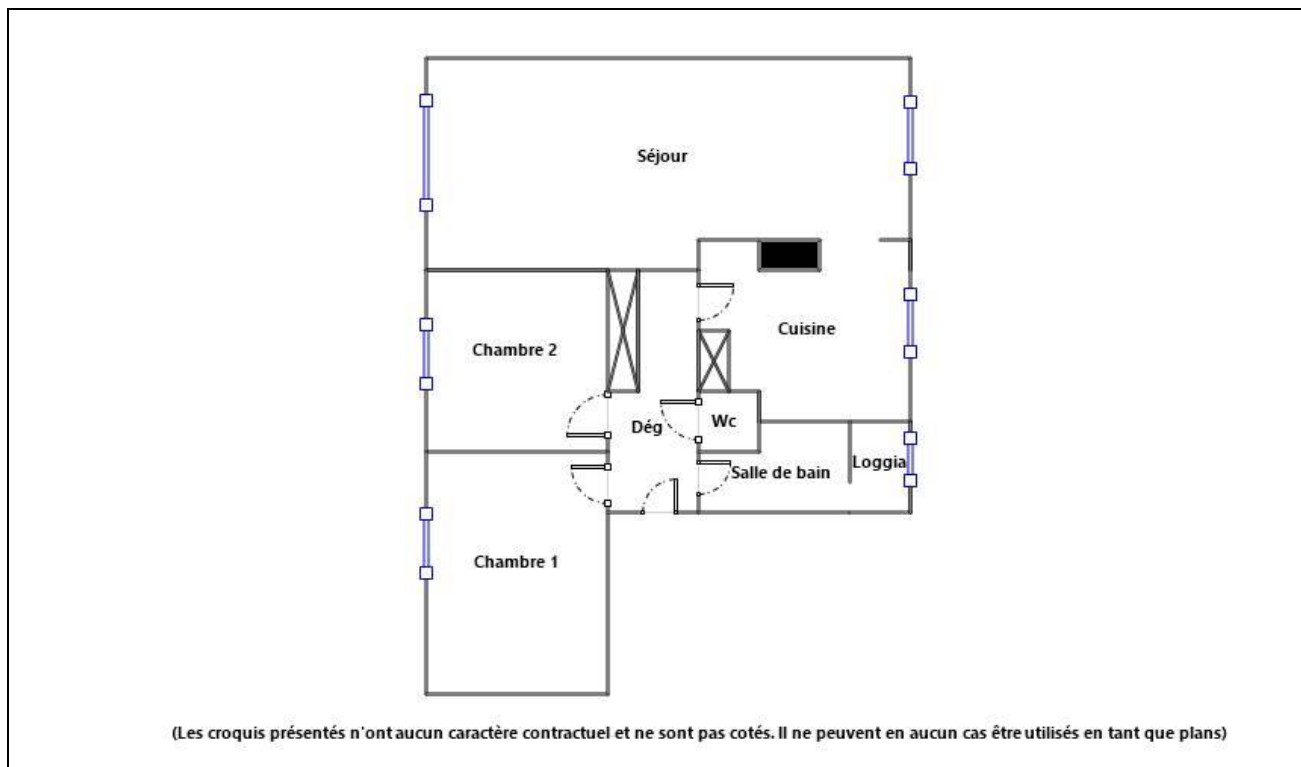 Séjour
Cuisine
Chambre 2
Wc
Dég
Loggia
Salle de bain
Chambre 1
(Les croquis présentés n'ont aucun caractère contractuel et ne sont pas cotés. Il ne peuvent en aucun cas être utilisés en tant que plans)